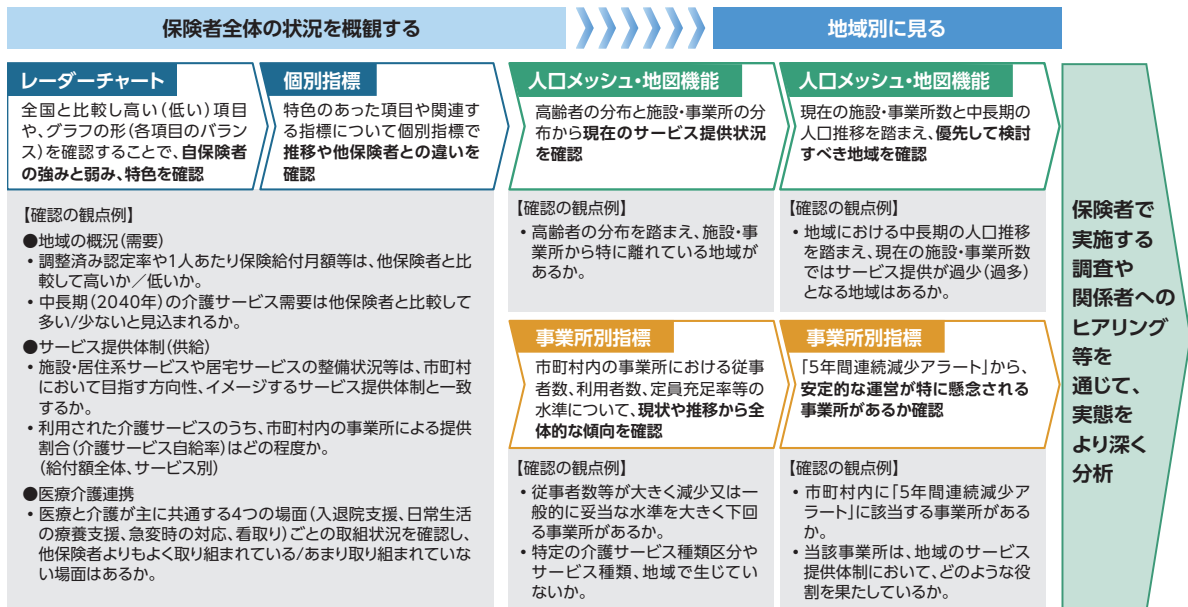 保険者全体の状況を概観する
地域別に見る
レーダーチャート
全国と比較し高い(低い)項目
や、グラフの形(各項目のバラン
ス)を確認することで、自保険者
の強みと弱み、特色を確認
個別指標
特色のあった項目や関連す
る指標について個別指標で
推移や他保険者との違いを
確認
【確認の観点例】
●地域の概況(需要)
・調整済み認定率や1人あたり保険給付月額等は、他保険者と比
較して高いか/低いか。
・中長期(2040年)の介護サービス需要は他保険者と比較して
多い/少ないと見込まれるか。
●サービス提供体制(供給)
・施設・居住系サービスや居宅サービスの整備状況等は、市町村
において目指す方向性、イメージするサービス提供体制と一致
するか。
・利用された介護サービスのうち、市町村内の事業所による提供
割合(介護サービス自給率)はどの程度か。
(給付額全体、サービス別)
●医療介護連携
・医療と介護が主に共通する4つの場面(入退院支援、日常生活
の療養支援、急変時の対応、看取り)ごとの取組状況を確認し、
他保険者よりもよく取り組まれている/あまり取り組まれていな
い場面はあるか。
人口メッシュ・地図機能
高齢者の分布と施設・事業所の分
布から現在のサービス提供状況
を確認
【確認の観点例】
・高齢者の分布を踏まえ、施設・事
業所から特に離れている地域が
あるか。
人口メッシュ・地図機能
現在の施設・事業所数と中長期の
人口推移を踏まえ、優先して検討
すべき地域を確認
【確認の観点例】
・地域における中長期の人口推移
を踏まえ、現在の施設・事業所数
ではサービス提供が過少(過多)
となる地域はあるか。
事業所別指標
市町村内の事業所における従事
者数、利用者数、定員充足率等の
水準について、現状や推移から全
体的な傾向を確認
【確認の観点例】
・従事者数等が大きく減少又は一
般的に妥当な水準を大きく下回
る事業所があるか。
・特定の介護サービス種類区分や
サービス種類、地域で生じてい
ないか。
事業所別指標
「5年間連続減少アラート」から、
安定的な運営が特に懸念される
事業所があるか確認
【確認の観点例】
・市町村内に「5年間連続減少ア
ラート」に該当する事業所がある
か。
・当該事業所は、地域のサービス
提供体制において、どのような役
割を果たしているか。
保険者で
実施する
調査や
関係者への
ヒアリング
等を
通じて、
実態を
より深く
分析